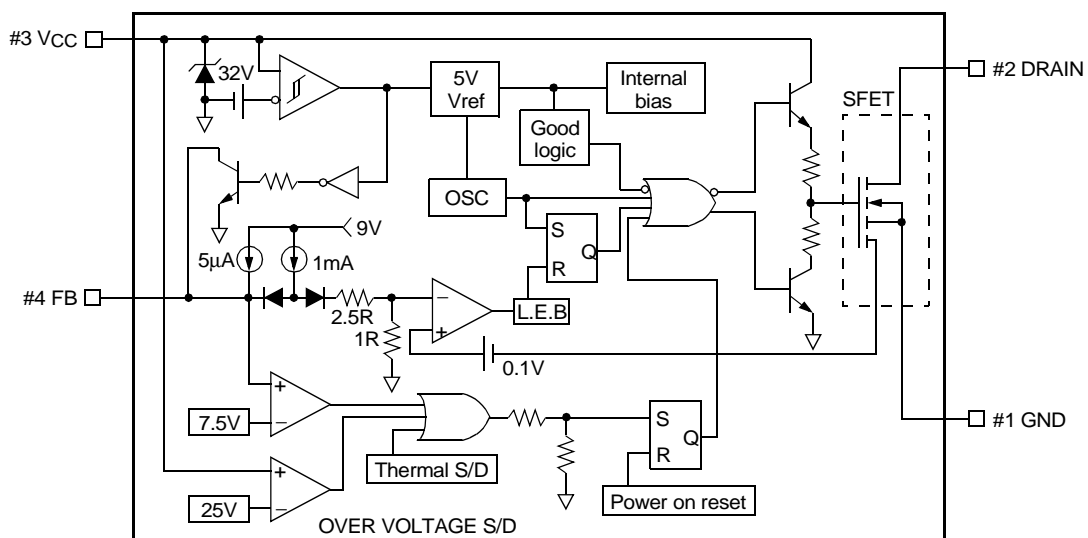 #3 VCC
#2 DRAIN
32V
5V
Vref
Internal
bias
SFET
Good
logic
OSC
9V
S
Q
R
5μA
1mA
#4 FB
−
+
2.5R
1R
L.E.B
0.1V
+
−
7.5V
S
Q
R
#1 GND
Thermal S/D
+
−
25V
Power on reset
OVER VOLTAGE S/D